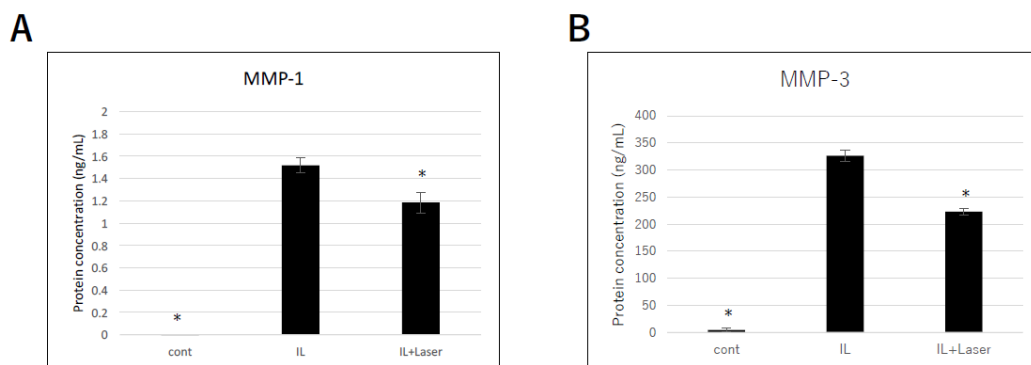 A
MMP-1
Protein concentration (ng/mL)
2
1.8
1.6
1.4
1.2
1
0.8
0.6
0.4
0.2
0
*
*
cont
IL
IL+Laser
B
MMP-3
Protein concentration (ng/mL)
400
350
300
250
200
150
100
50
0
*
*
cont
IL
IL+Laser